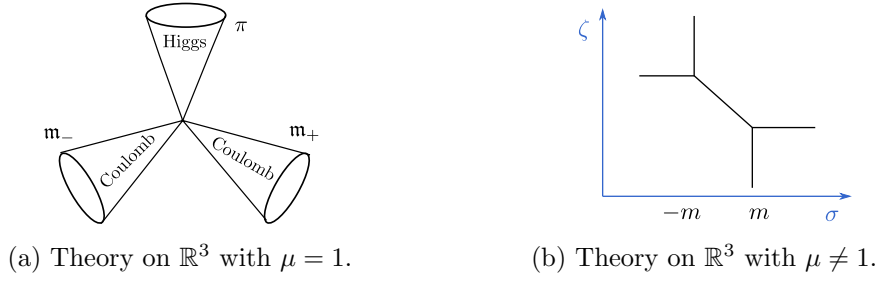 Higgs
π
𝔪₋
𝔪₊
Coulomb
Coulomb
(a) Theory on ℝ³ with μ = 1.
ζ
−m
m
σ
(b) Theory on ℝ³ with μ ≠ 1.